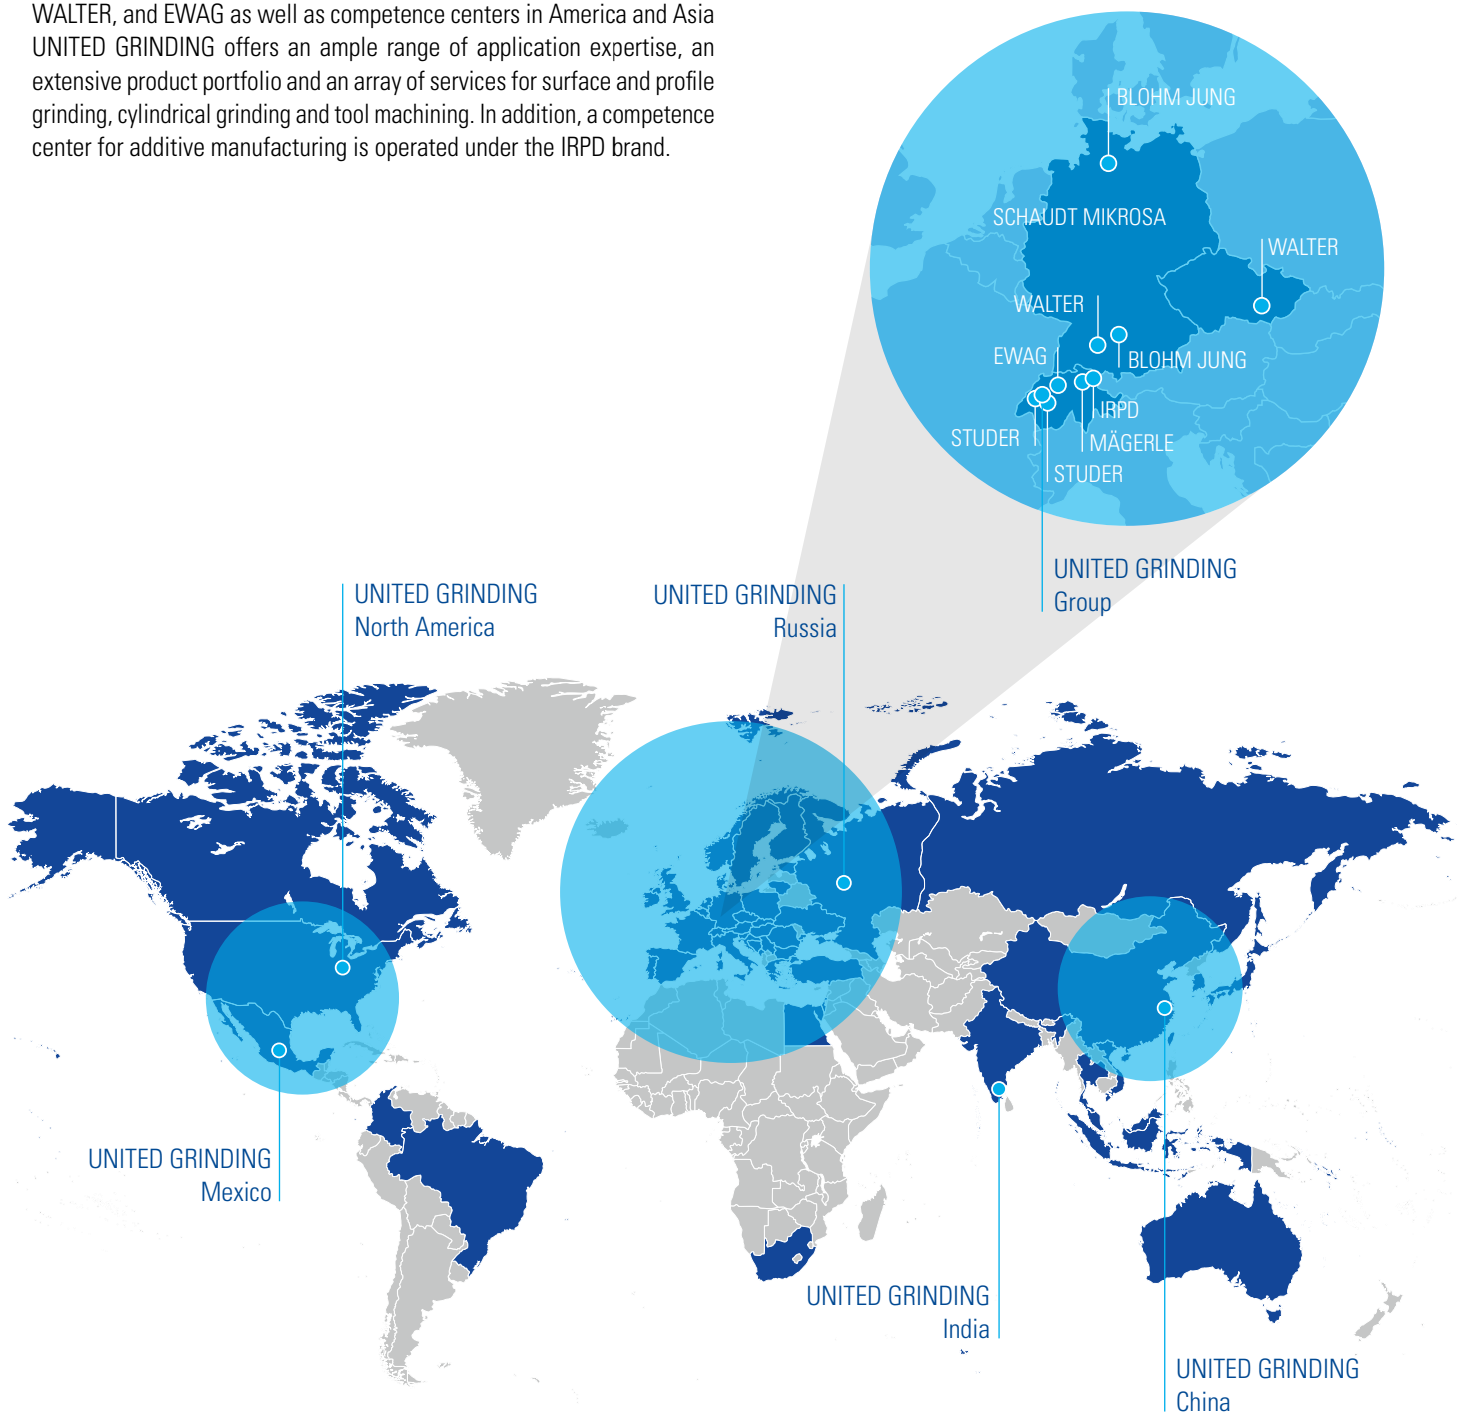 WALTER, and EWAG as well as competence centers in America and Asia
UNITED GRINDING offers an ample range of application expertise, an
extensive product portfolio and an array of services for surface and profile
grinding, cylindrical grinding and tool machining. In addition, a competence
center for additive manufacturing is operated under the IRPD brand.
BLOHM JUNG
SCHAUDT MIKROSA
WALTER
WALTER
EWAG
BLOHM JUNG
IRPD
STUDER
MÄGERLE
STUDER
UNITED GRINDING
Group
UNITED GRINDING
North America
UNITED GRINDING
Russia
UNITED GRINDING
Mexico
UNITED GRINDING
India
UNITED GRINDING
China